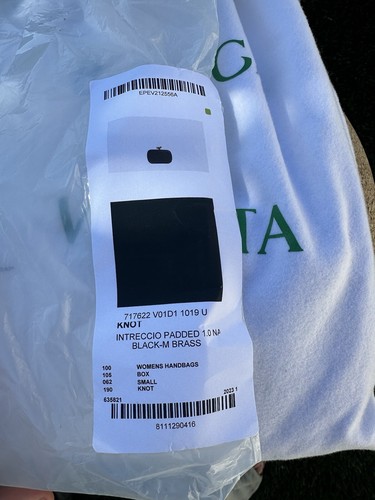 EPEV212556A
G
TA
717622 V01D1 1019 U
KNOT
INTRECCIO PADDED 1.0 NA
BLACK-M BRASS
100 WOMENS HANDBAGS
105 BOX
062 SMALL
190 KNOT
635821 2023 1
8111290416